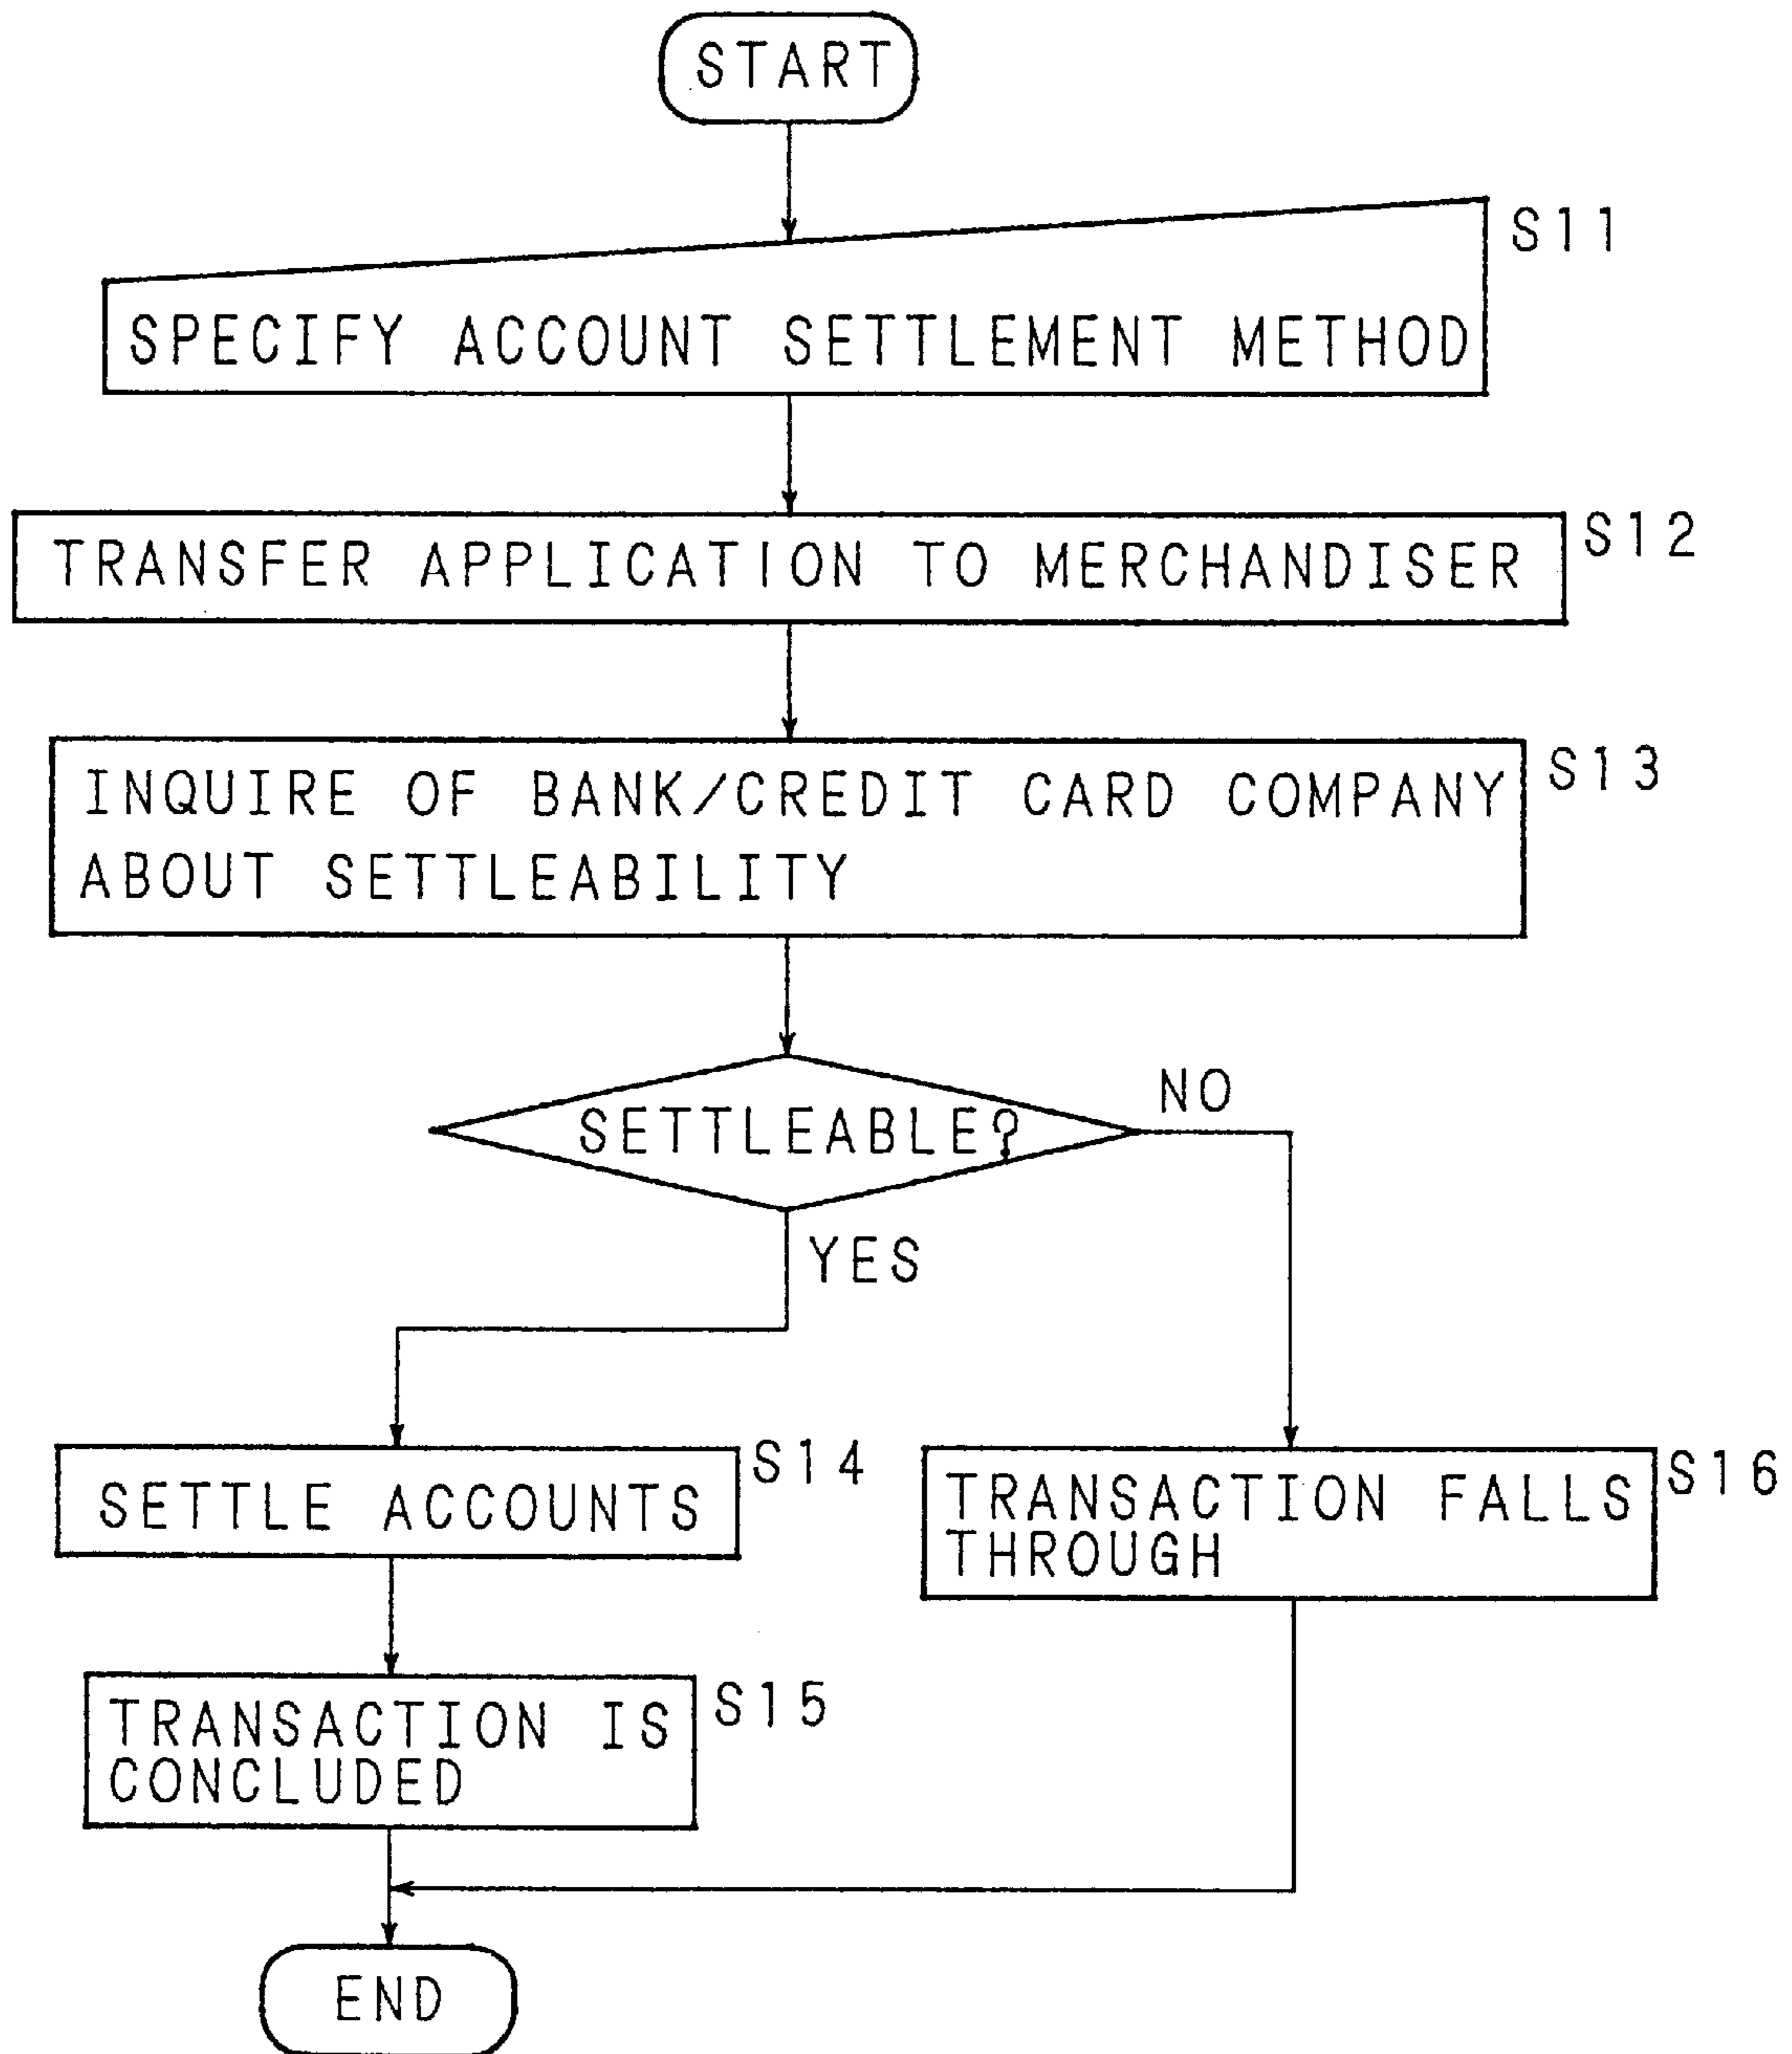 START
S11
SPECIFY ACCOUNT SETTLEMENT METHOD
S12
TRANSFER APPLICATION TO MERCHANDISER
S13
INQUIRE OF BANK/CREDIT CARD COMPANY
ABOUT SETTLEABILITY
SETTLEABLE?
NO
YES
S14
SETTLE ACCOUNTS
S16
TRANSACTION FALLS
THROUGH
S15
TRANSACTION IS
CONCLUDED
END